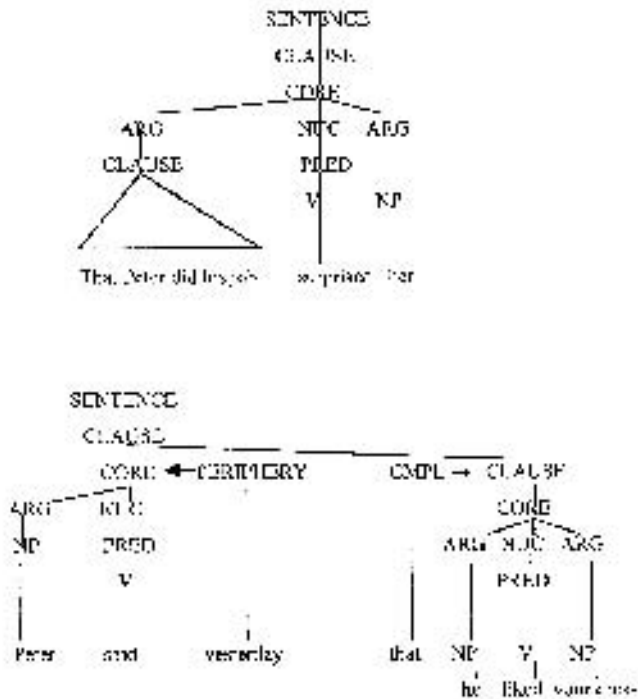 SENTENCE
CLAUSE
CORE
ARG NUC ARG
CLAUSE PRED
V NP
That Peter did his job surprised her
SENTENCE
CLAUSE
CORE PERIPHERY CMPL → CLAUSE
ARG NUC CORE
NP PRED ARG NUC ARG
V PRED
Peter said yesterday that NP V NP
he liked